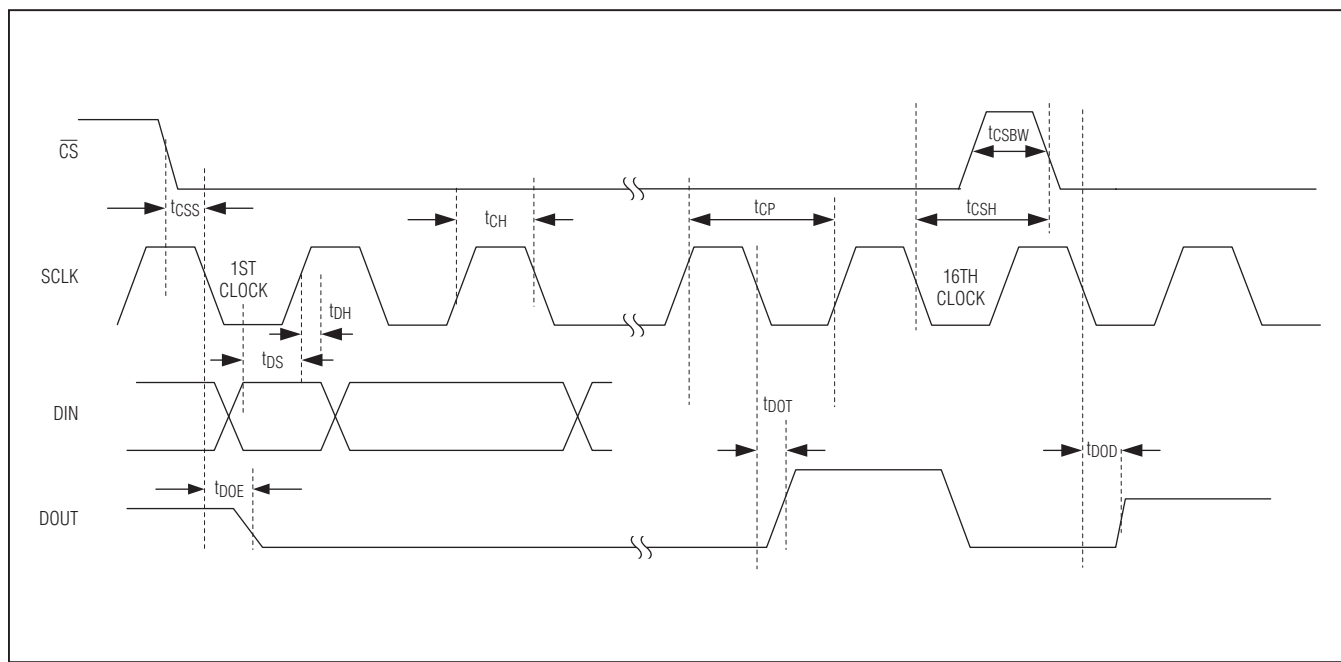 CS
tCSBW
tCSS
tCH
tCP
tCSH
SCLK
1ST
CLOCK
16TH
CLOCK
tDH
tDS
DIN
tDOT
tDOD
tDOE
DOUT